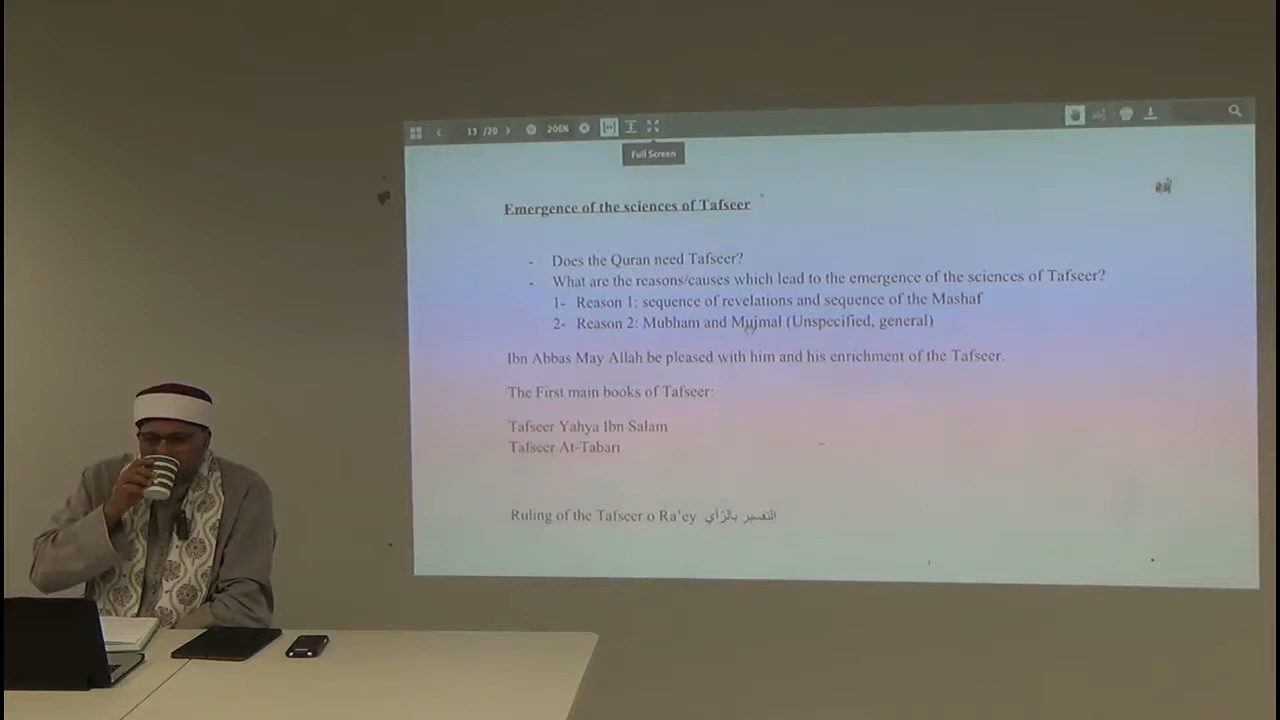 13 /20 206%
Full Screen
Emergence of the sciences of Tafseer
- Does the Quran need Tafseer?
- What are the reasons/causes which lead to the emergence of the sciences of Tafseer?
1- Reason 1: sequence of revelations and sequence of the Mashaf
2- Reason 2: Mubham and Mujmal (Unspecified, general)
Ibn Abbas May Allah be pleased with him and his enrichment of the Tafseer.
The First main books of Tafseer:
Tafseer Yahya Ibn Salam
Tafseer At-Tabari
Ruling of the Tafseer o Ra'ey التفسير بالرأي